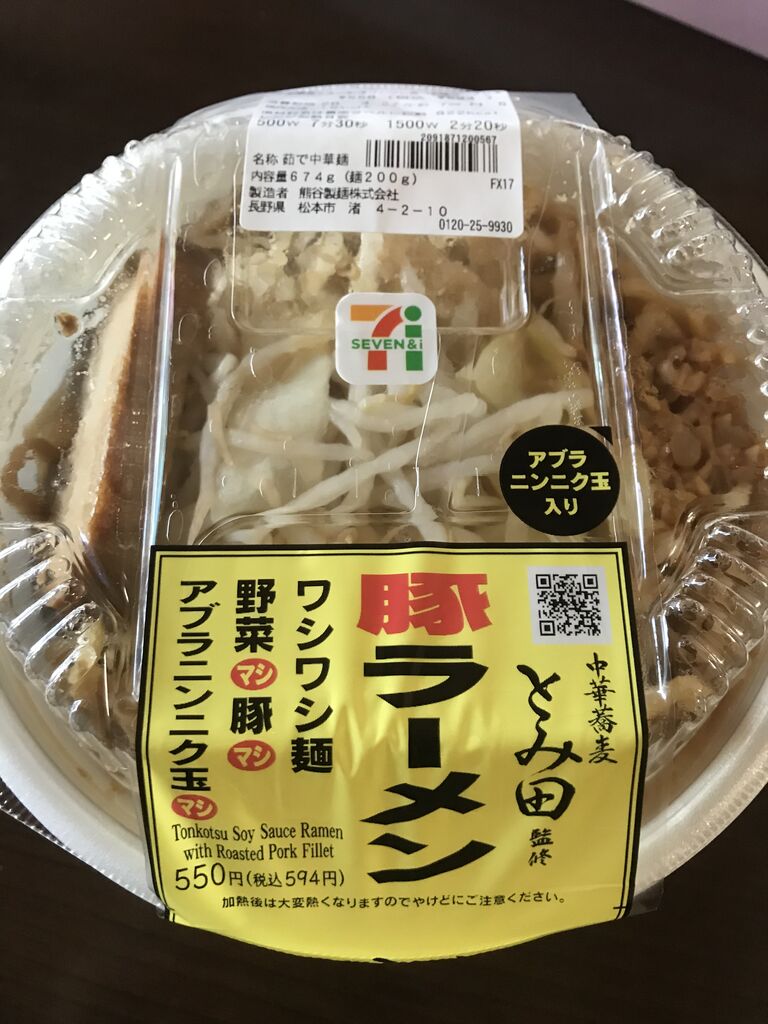 500W 7分30秒 1500W 2分20秒
2091871200567
名称 茹で中華麺
内容量674g(麺200g)
FX17
製造者 熊谷製麺株式会社
長野県 松本市 渚 4-2-10
0120-25-9930
SEVEN&i
アブラ
ニンニク玉
入り
中華蕎麦
とみ田
監修
豚ラーメン
ワシワシ麺
野菜マシ豚マシ
アブラニンニク玉マシ
Tonkotsu Soy Sauce Ramen
with Roasted Pork Fillet
550円(税込594円)
加熱後は大変熱くなりますのでやけどにご注意ください。